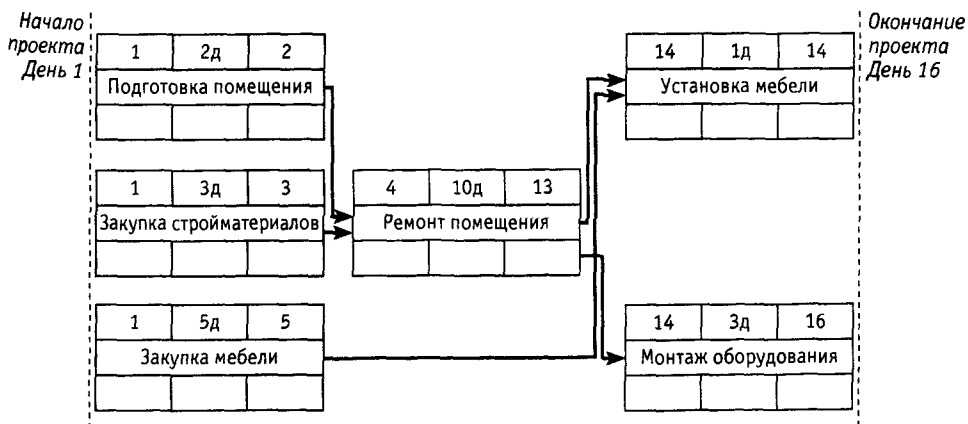 Начало
проекта
День 1
1 2д 2
Подготовка помещения
1 3д 3
Закупка стройматериалов
1 5д 5
Закупка мебели
4 10д 13
Ремонт помещения
14 1д 14
Установка мебели
14 3д 16
Монтаж оборудования
Окончание
проекта
День 16